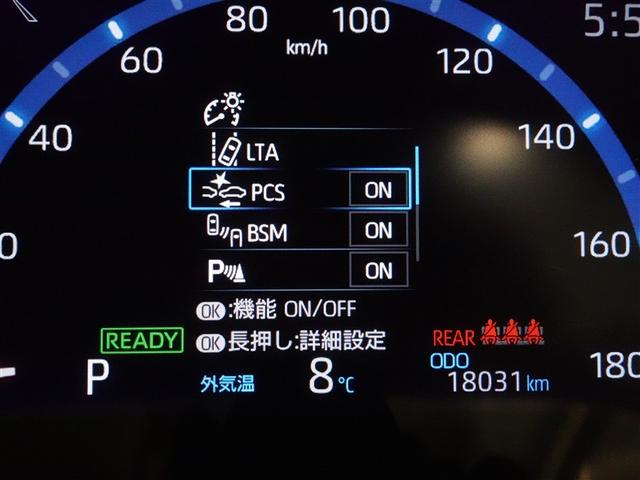 80 100
5:5
km/h
60 120
40 140
LTA
PCS ON
BSM ON
160
P ON
OK:機能 ON/OFF
READY OK長押し:詳細設定 REAR
ODO
180
P 外気温 8℃ 18031 km